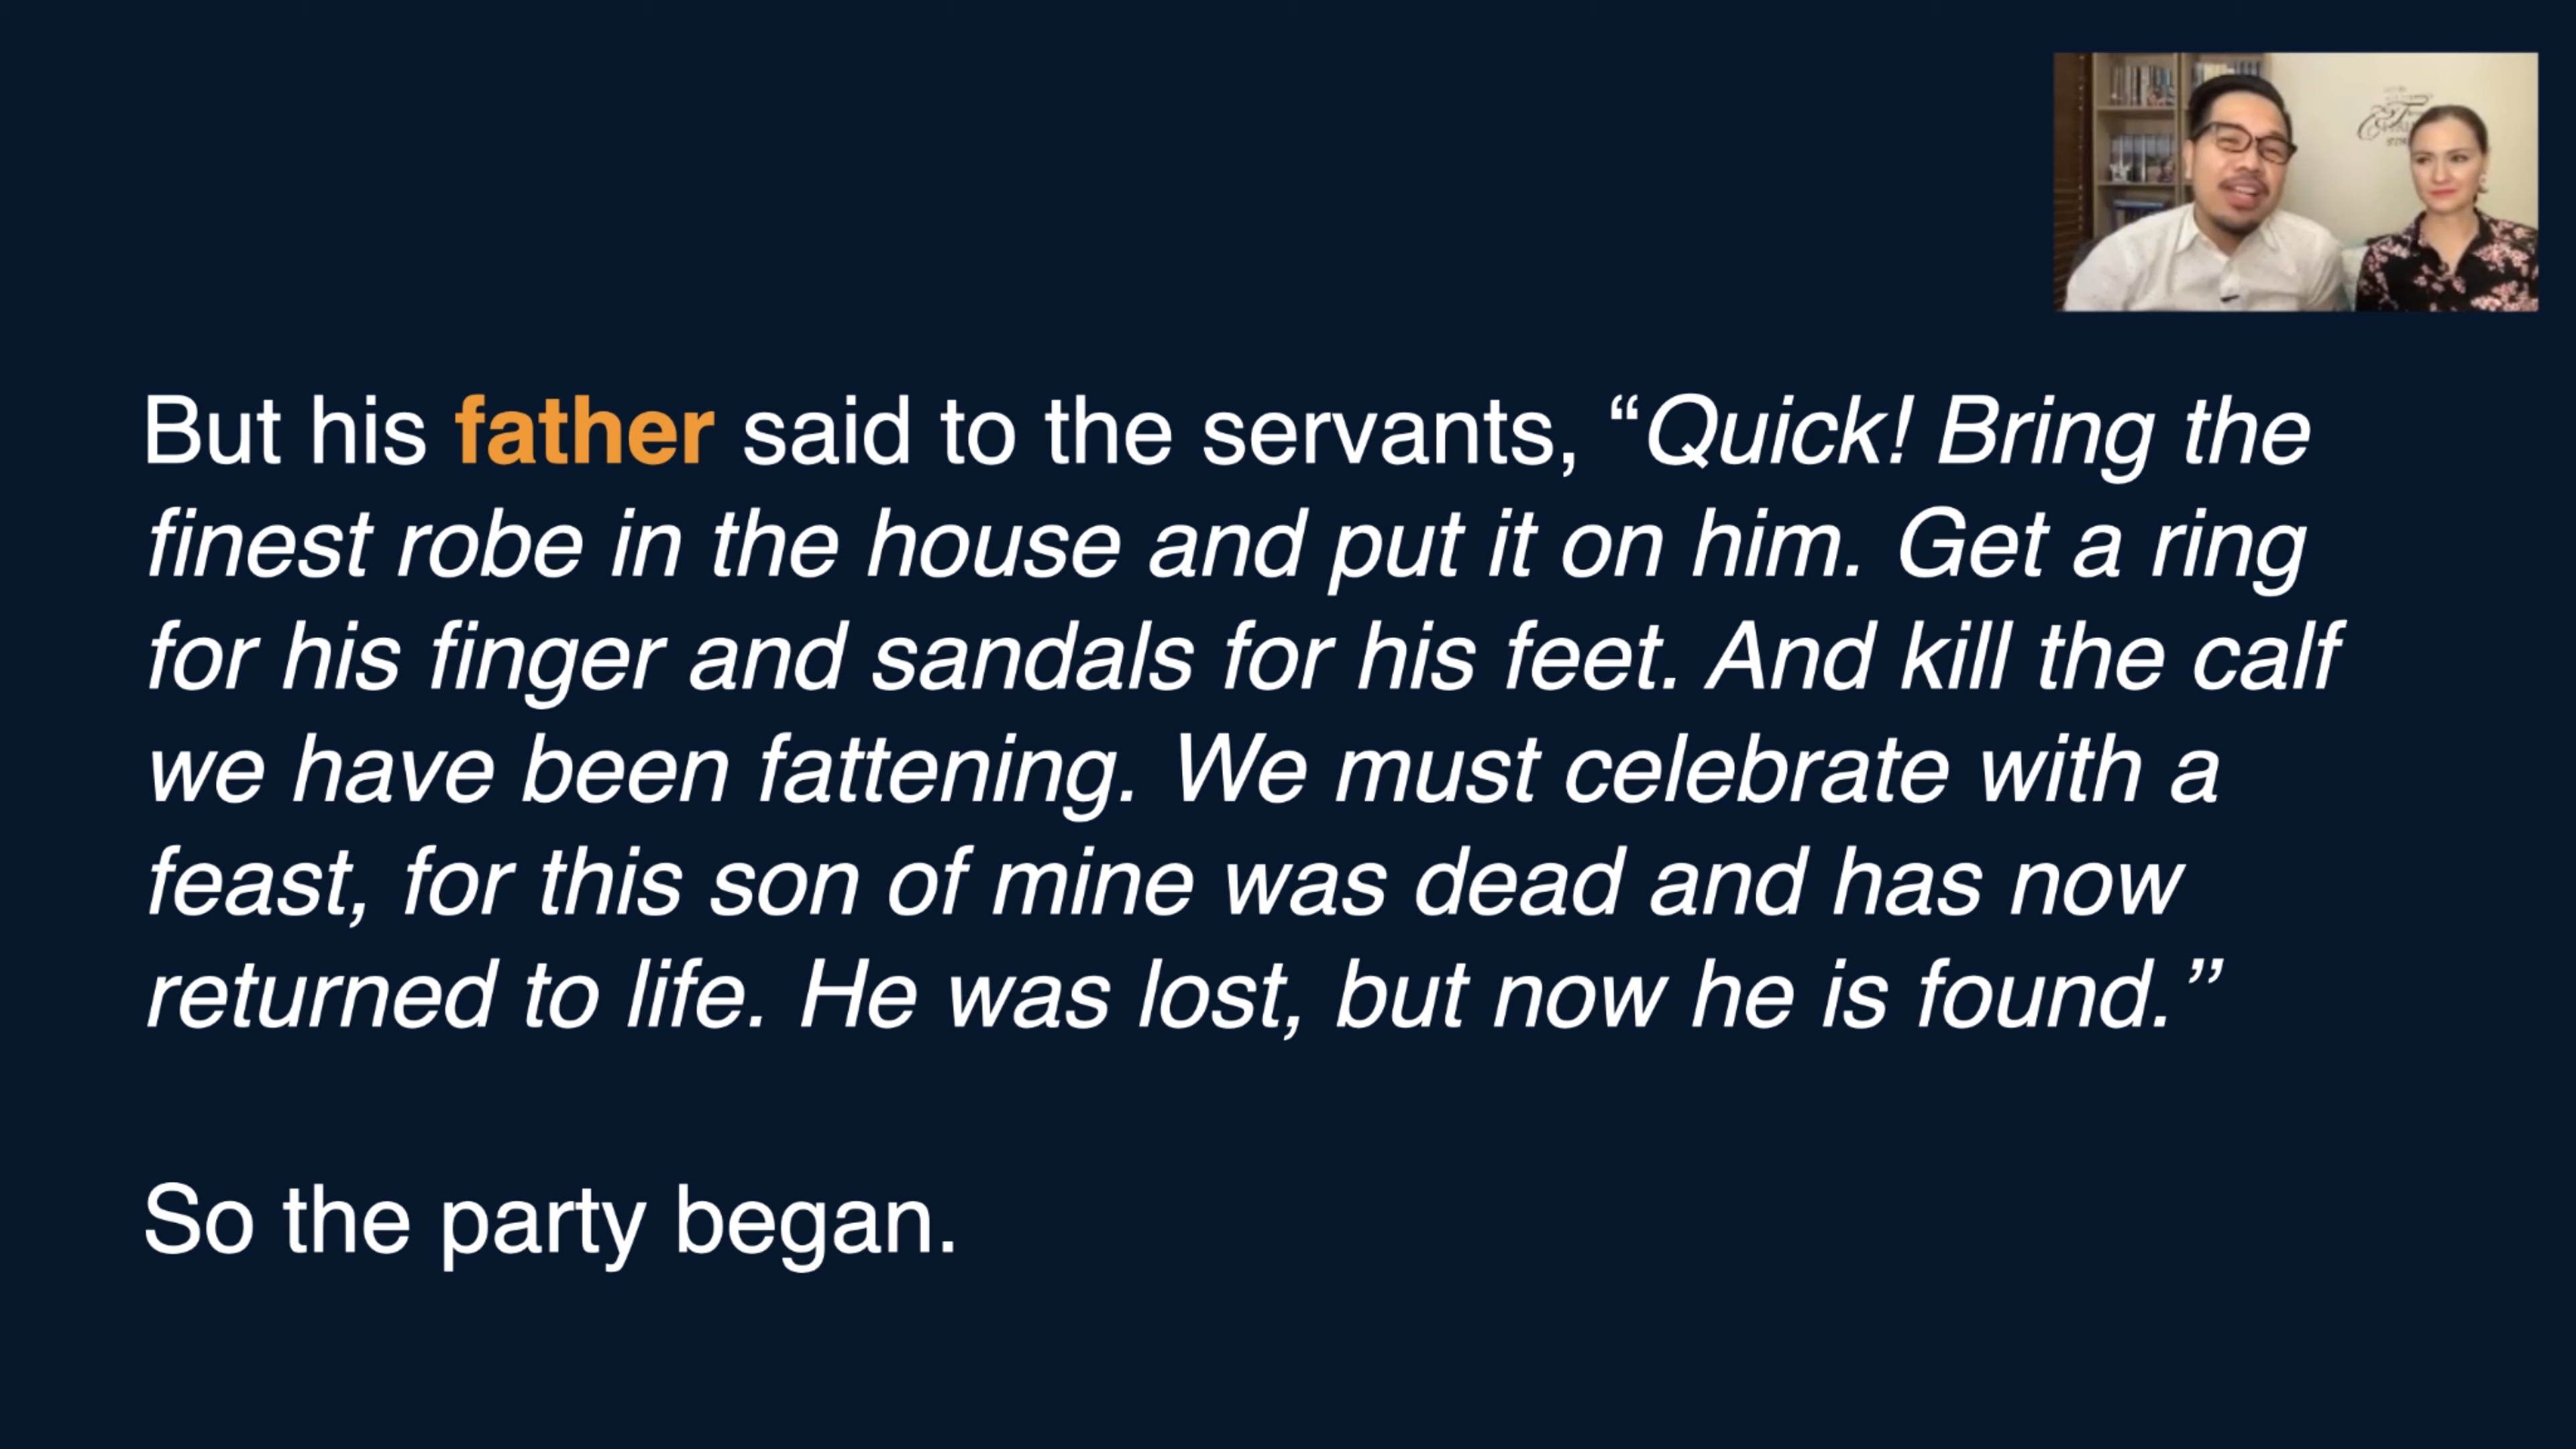 But his father said to the servants, “Quick! Bring the
finest robe in the house and put it on him. Get a ring
for his finger and sandals for his feet. And kill the calf
we have been fattening. We must celebrate with a
feast, for this son of mine was dead and has now
returned to life. He was lost, but now he is found.”
So the party began.